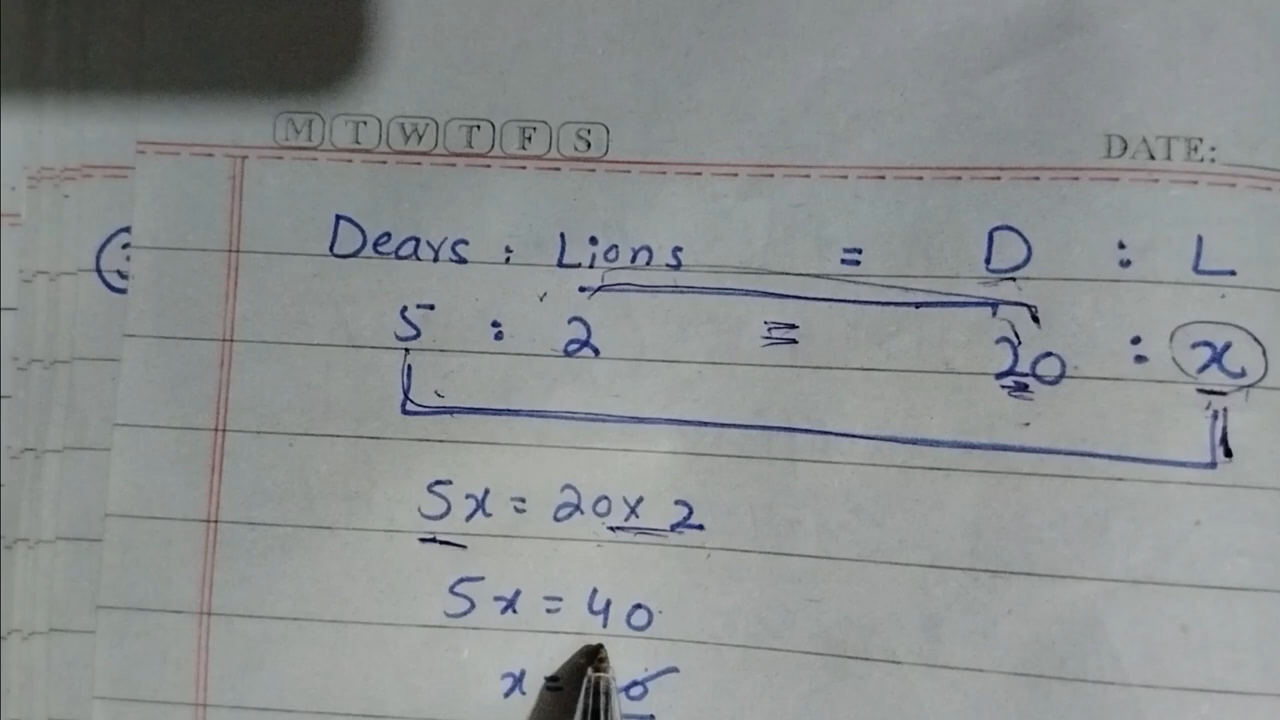 M T W T F S DATE:
Dears : Lions = D : L
5 : 2 ≡ 20 : x
5x = 20 x 2
5x = 40
x =